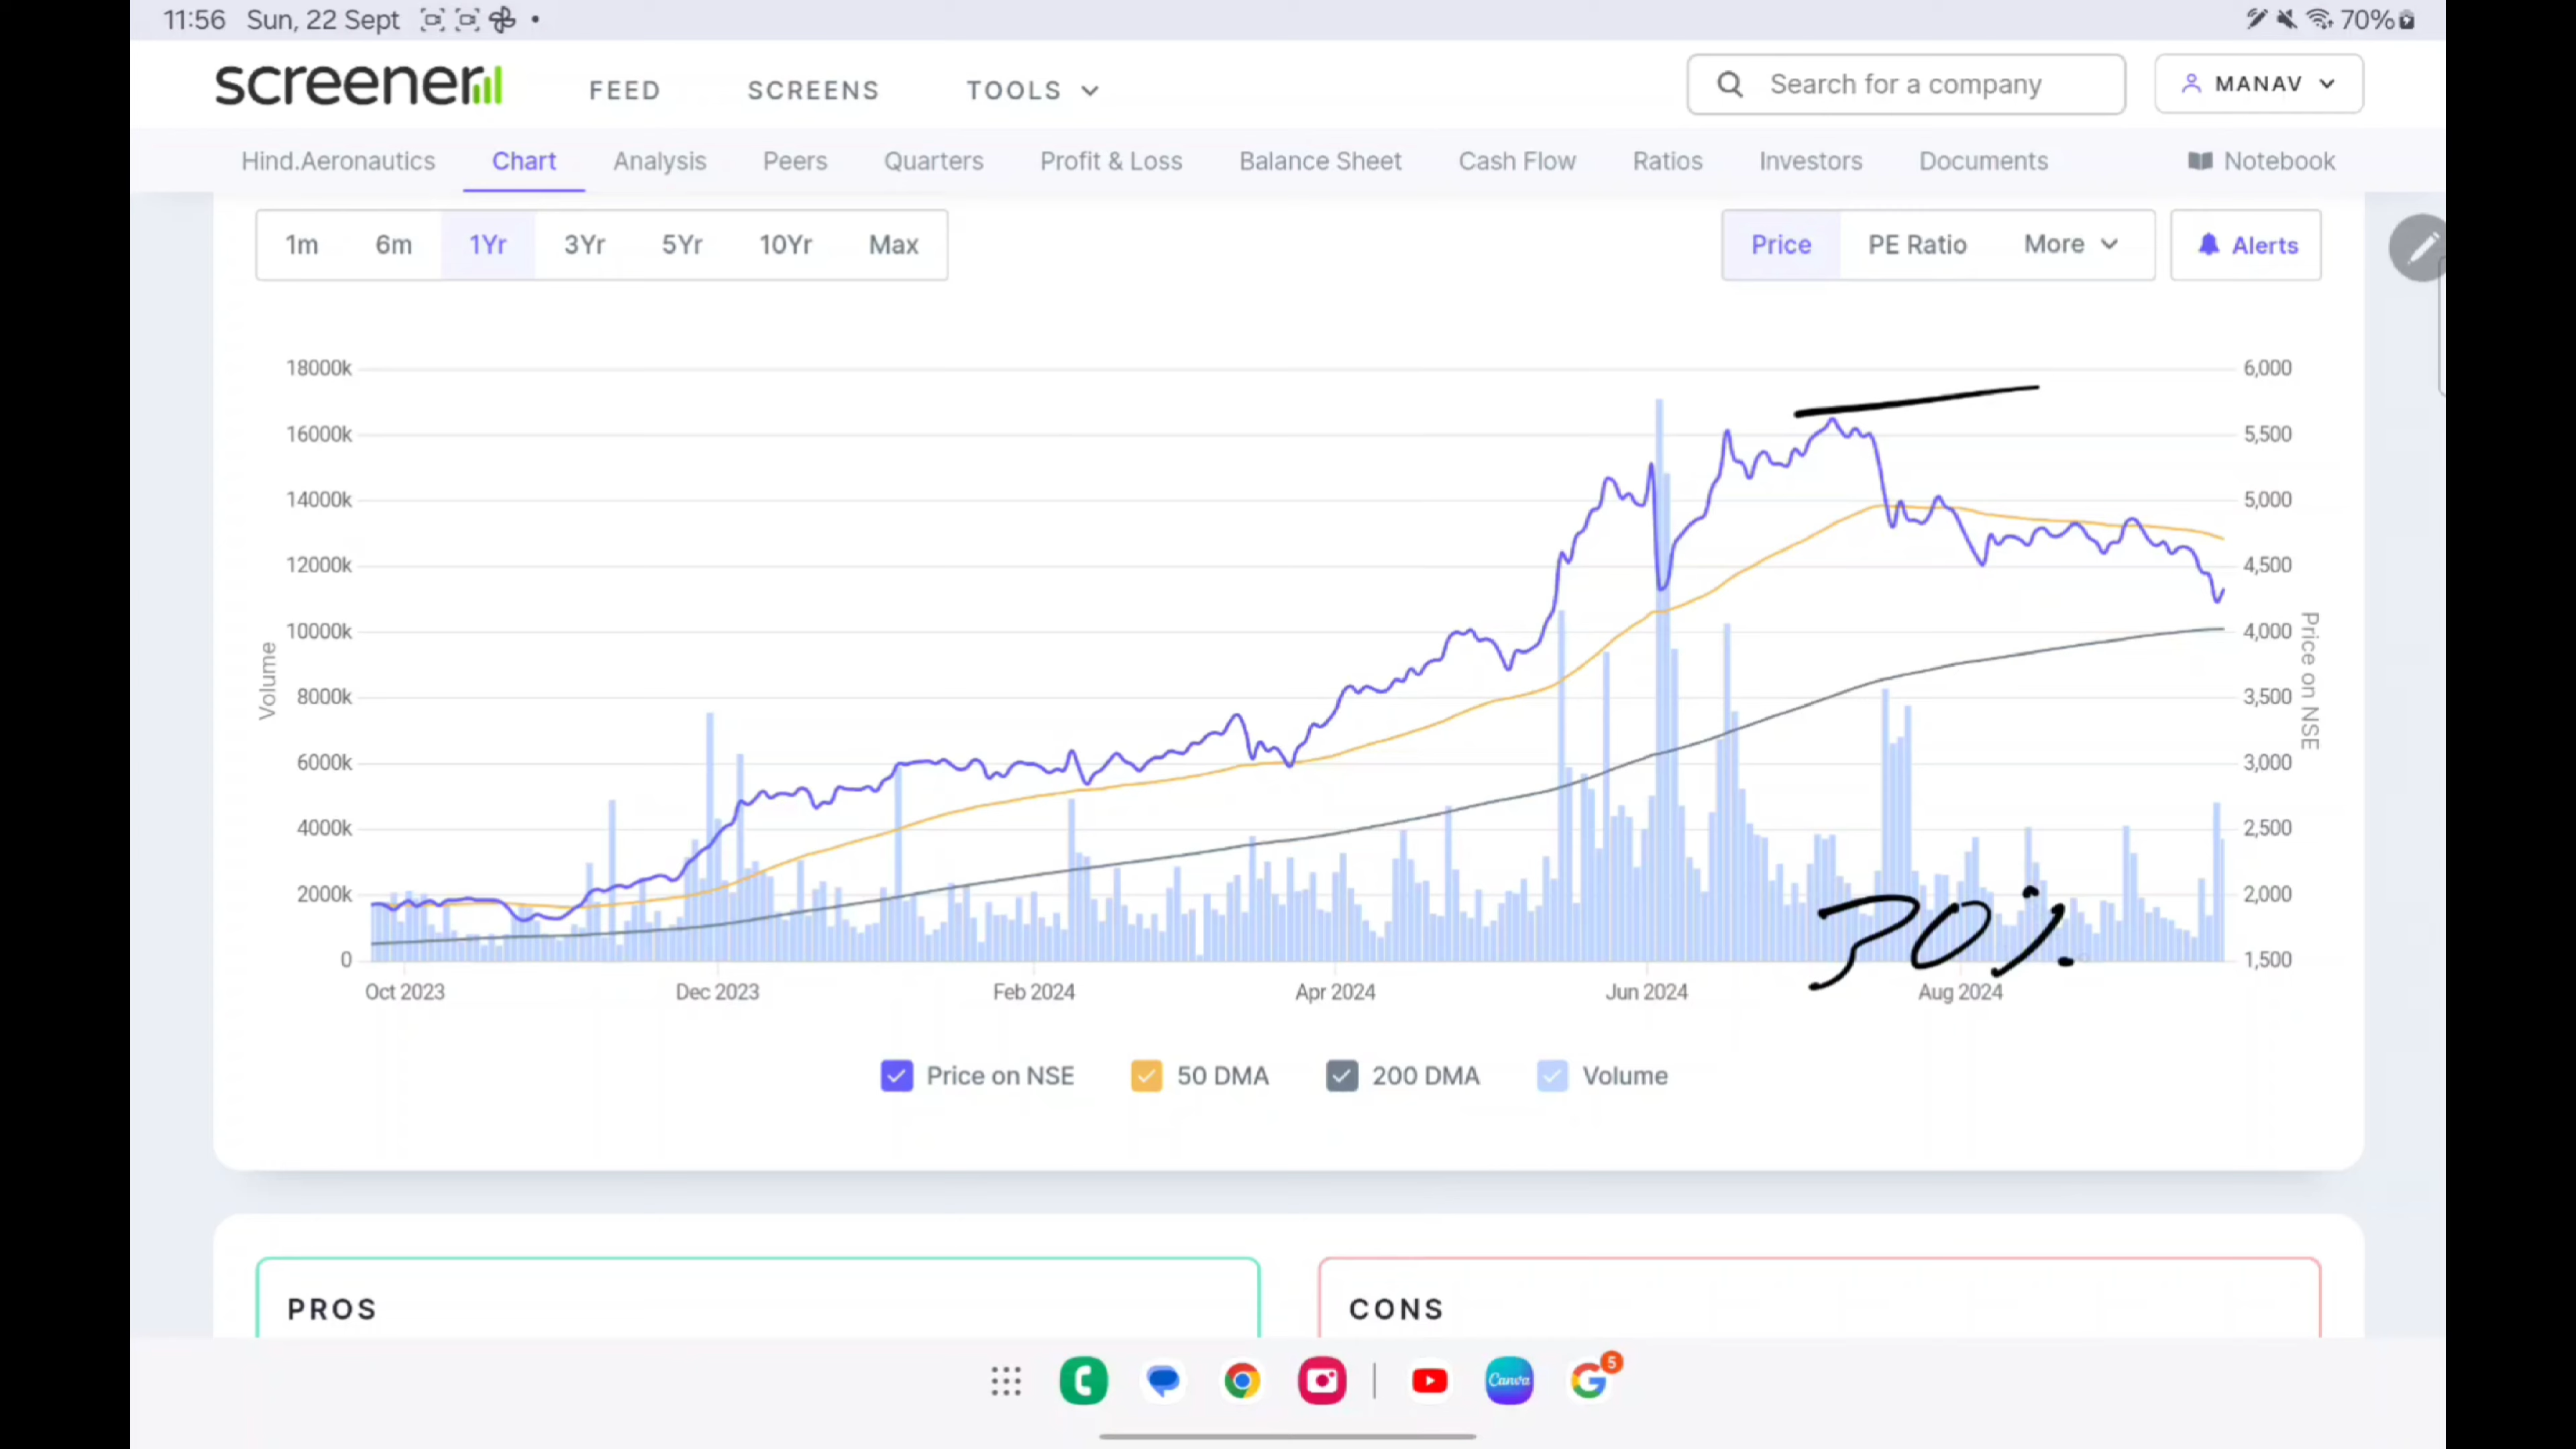 11:56 Sun, 22 Sept 70%
screener FEED SCREENS TOOLS Search for a company MANAV
Hind.Aeronautics Chart Analysis Peers Quarters Profit & Loss Balance Sheet Cash Flow Ratios Investors Documents Notebook
1m 6m 1Yr 3Yr 5Yr 10Yr Max Price PE Ratio More Alerts
18000k 6,000
16000k 5,500
14000k 5,000
12000k 4,500
10000k 4,000
Volume
Price on NSE
8000k 3,500
6000k 3,000
4000k 2,500
2000k 2,000
30%
0 1,500
Oct 2023 Dec 2023 Feb 2024 Apr 2024 Jun 2024 Aug 2024
Price on NSE 50 DMA 200 DMA Volume
PROS CONS
Canva 5